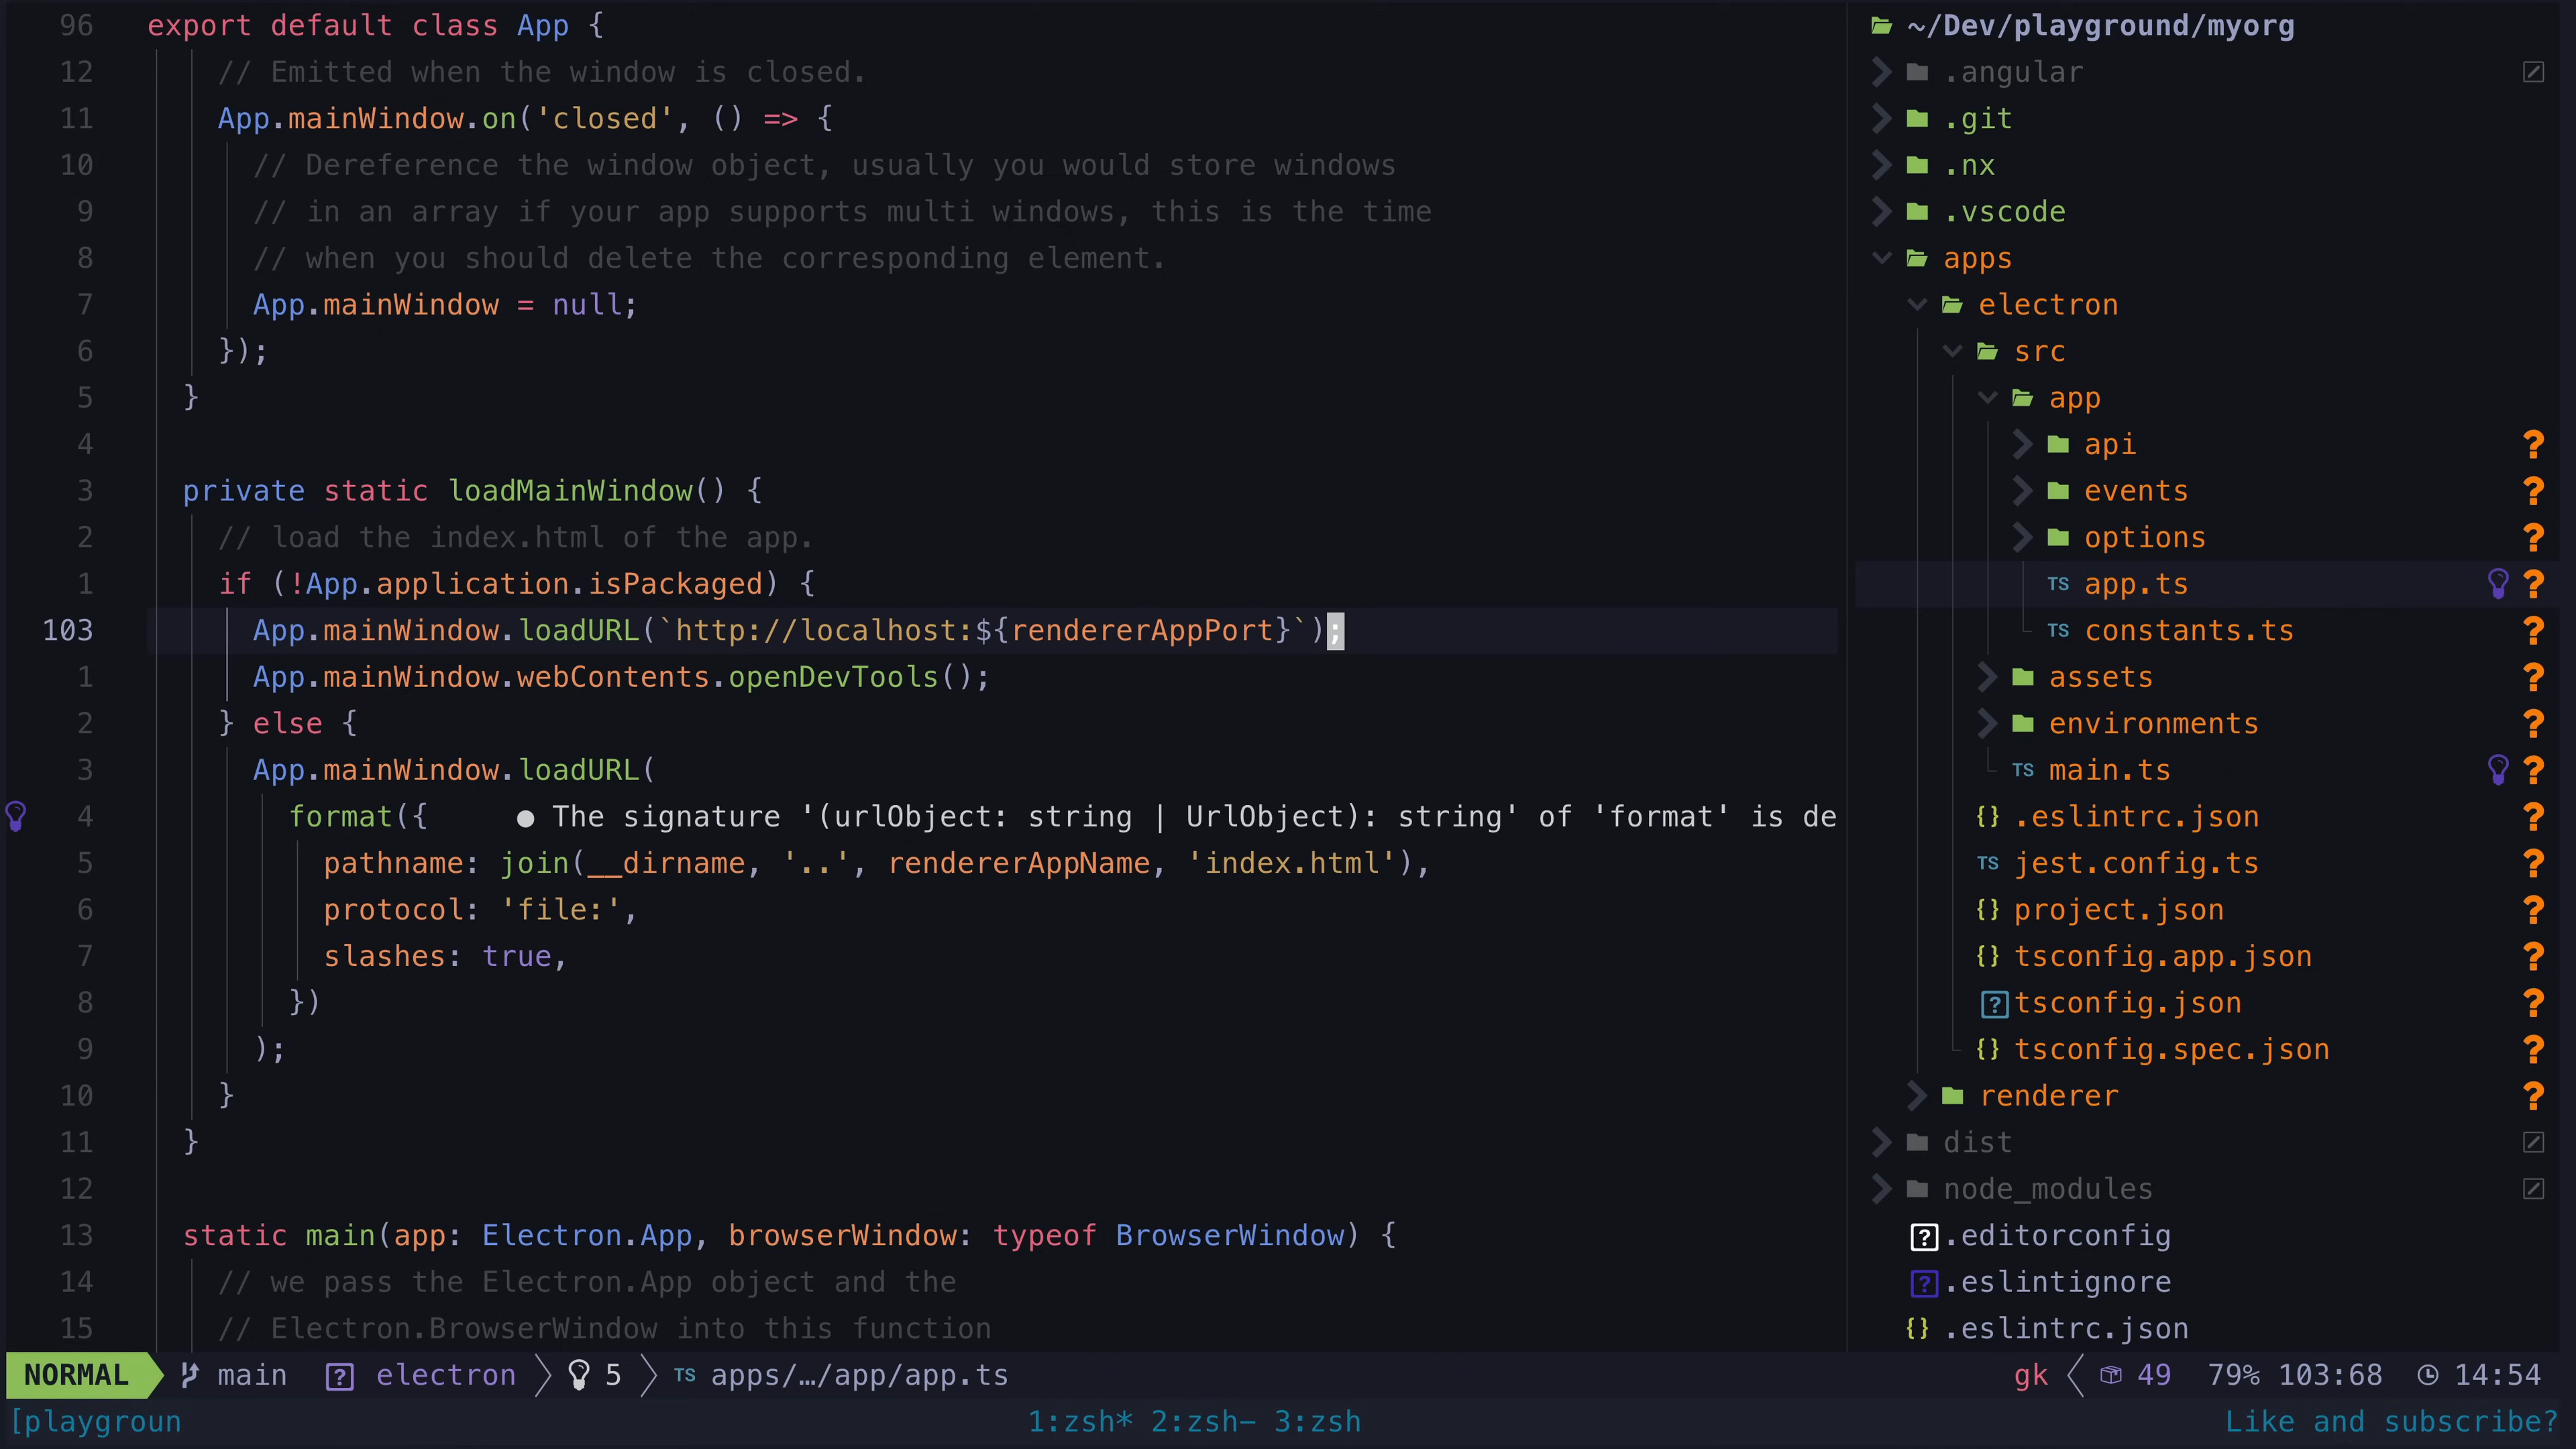 96 export default class App {
12 // Emitted when the window is closed.
11 App.mainWindow.on('closed', () => {
10 // Dereference the window object, usually you would store windows
9 // in an array if your app supports multi windows, this is the time
8 // when you should delete the corresponding element.
7 App.mainWindow = null;
6 });
5 }
4
3 private static loadMainWindow() {
2 // load the index.html of the app.
1 if (!App.application.isPackaged) {
103 App.mainWindow.loadURL(`http://localhost:${rendererAppPort}`);
1 App.mainWindow.webContents.openDevTools();
2 } else {
3 App.mainWindow.loadURL(
4 format({ ● The signature '(urlObject: string | UrlObject): string' of 'format' is de
5 pathname: join(__dirname, '..', rendererAppName, 'index.html'),
6 protocol: 'file:',
7 slashes: true,
8 })
9 );
10 }
11 }
12
13 static main(app: Electron.App, browserWindow: typeof BrowserWindow) {
14 // we pass the Electron.App object and the
15 // Electron.BrowserWindow into this function
~/Dev/playground/myorg
.angular
.git
.nx
.vscode
apps
electron
src
app
api ?
events ?
options ?
TS app.ts ?
TS constants.ts ?
assets ?
environments ?
TS main.ts ?
{} .eslintrc.json ?
TS jest.config.ts ?
{} project.json ?
{} tsconfig.app.json ?
? tsconfig.json ?
{} tsconfig.spec.json ?
renderer ?
dist
node_modules
? .editorconfig
? .eslintignore
{} .eslintrc.json
NORMAL main ? electron 5 TS apps/…/app/app.ts gk 49 79% 103:68 14:54
[playgroun 1:zsh* 2:zsh- 3:zsh Like and subscribe?